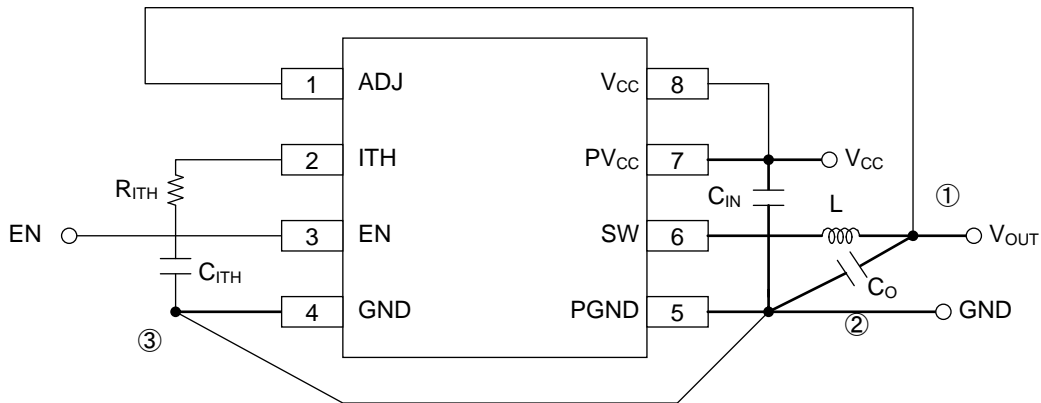 1 ADJ VCC 8
2 ITH PVCC 7 VCC
RITH CIN L ①
EN 3 EN SW 6 VOUT
CITH CO
4 GND PGND 5 GND
③ ②